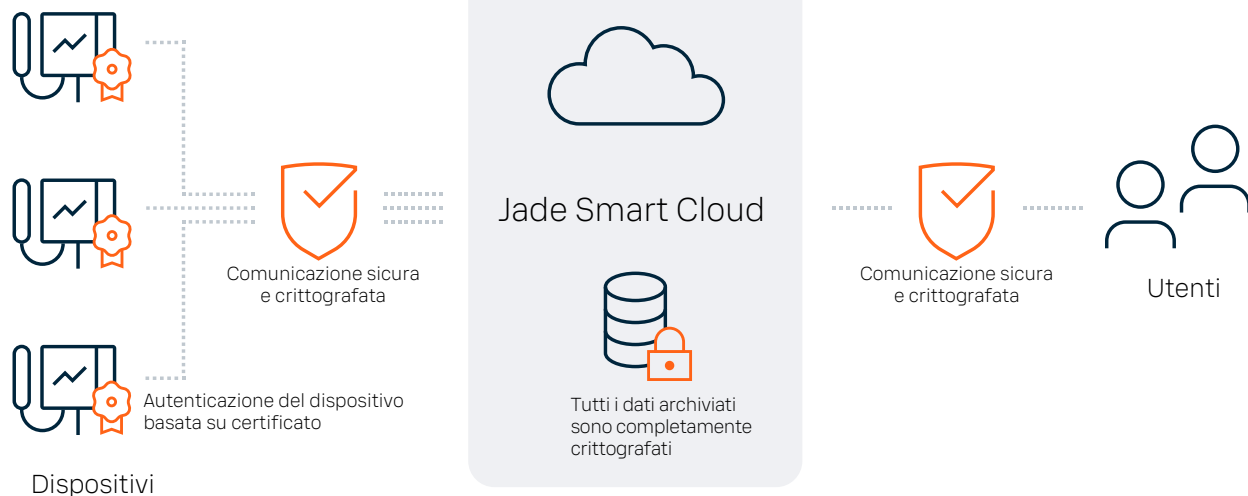 Jade Smart Cloud
Comunicazione sicura
e crittografata
Comunicazione sicura
e crittografata
Utenti
Autenticazione del dispositivo
basata su certificato
Tutti i dati archiviati
sono completamente
crittografati
Dispositivi